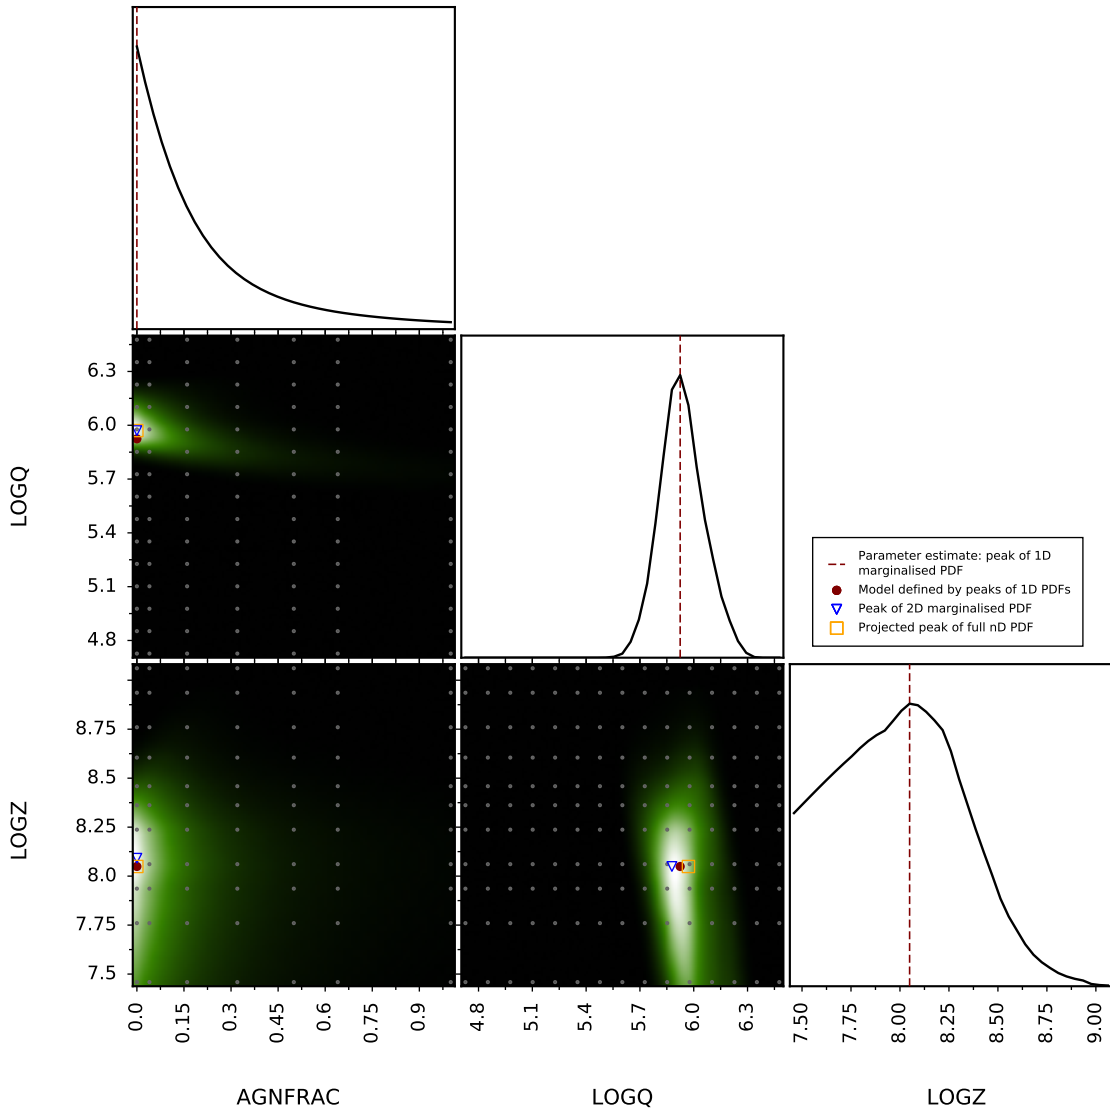 6.3
6.0
5.7
5.4
5.1
4.8
LOGQ
Parameter estimate: peak of 1D
marginalised PDF
Model defined by peaks of 1D PDFs
Peak of 2D marginalised PDF
Projected peak of full nD PDF
8.75
8.5
8.25
8.0
7.75
7.5
LOGZ
0.0 0.15 0.3 0.45 0.6 0.75 0.9
4.8 5.1 5.4 5.7 6.0 6.3
7.50 7.75 8.00 8.25 8.50 8.75 9.00
AGNFRAC LOGQ LOGZ